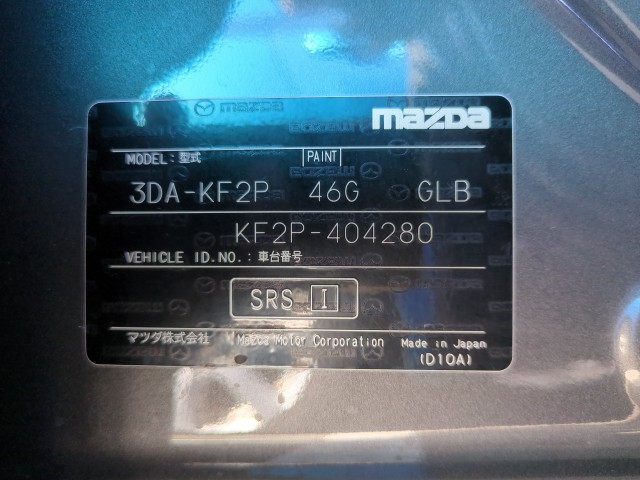 mazda
MODEL: 型式 PAINT
3DA-KF2P 46G GLB
KF2P-404280
VEHICLE ID.NO.: 車台番号
SRS I
マツダ株式会社 Mazda Motor Corporation Made in Japan
(D10A)